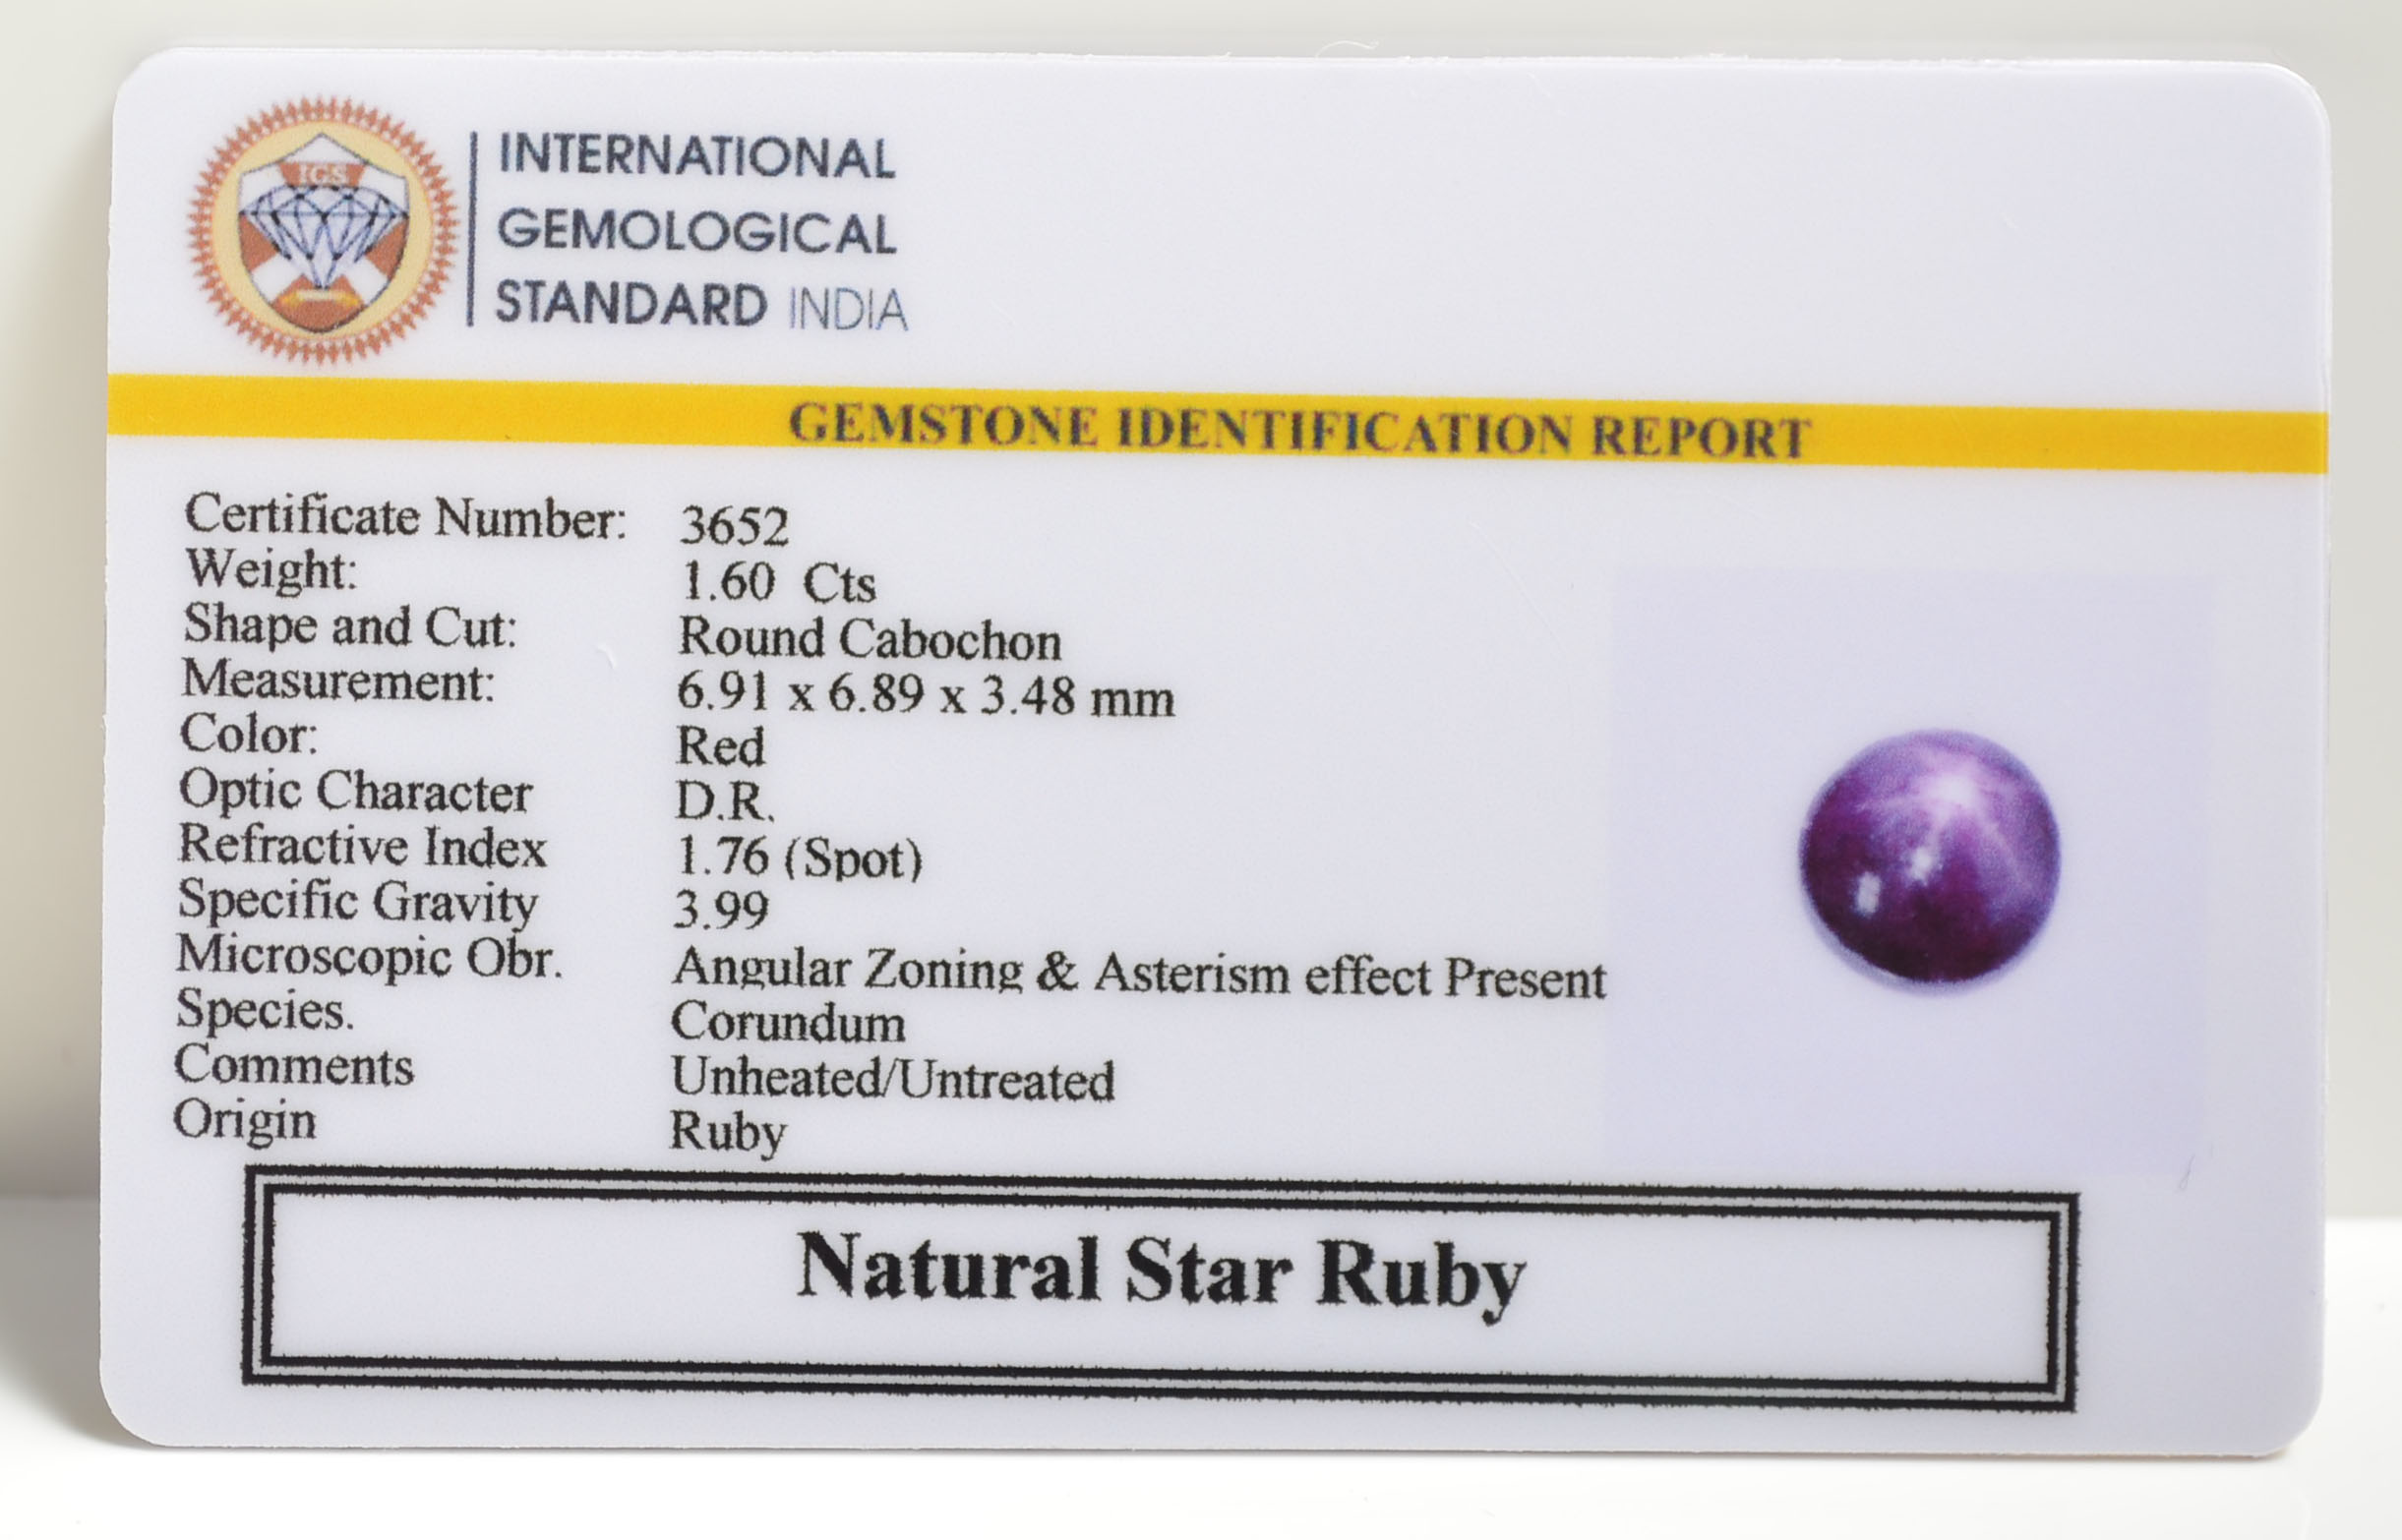 IGS
INTERNATIONAL
GEMOLOGICAL
STANDARD INDIA
GEMSTONE IDENTIFICATION REPORT
Certificate Number: 3652
Weight: 1.60 Cts
Shape and Cut: Round Cabochon
Measurement: 6.91 x 6.89 x 3.48 mm
Color: Red
Optic Character D.R.
Refractive Index 1.76 (Spot)
Specific Gravity 3.99
Microscopic Obr. Angular Zoning & Asterism effect Present
Species. Corundum
Comments Unheated/Untreated
Origin Ruby
Natural Star Ruby